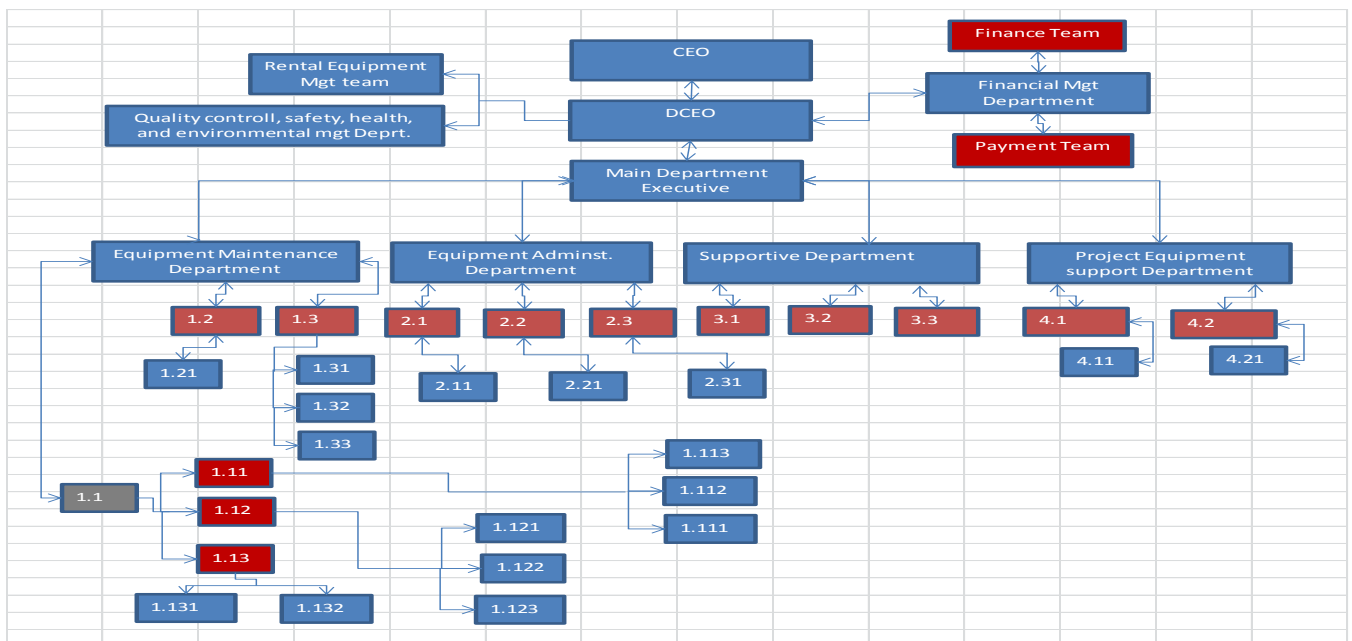 CEO
Finance Team
Rental Equipment
Mgt team
Financial Mgt
Department
DCEO
Quality controll, safety, health,
and environmental mgt Deprt.
Payment Team
Main Department
Executive
Equipment Maintenance
Department
Equipment Adminst.
Department
Supportive Department
Project Equipment
support Department
1.2
1.3
2.1
2.2
2.3
3.1
3.2
3.3
4.1
4.2
1.21
1.31
2.11
2.21
2.31
4.11
4.21
1.32
1.33
1.113
1.11
1.1
1.112
1.12
1.121
1.111
1.13
1.122
1.131
1.132
1.123